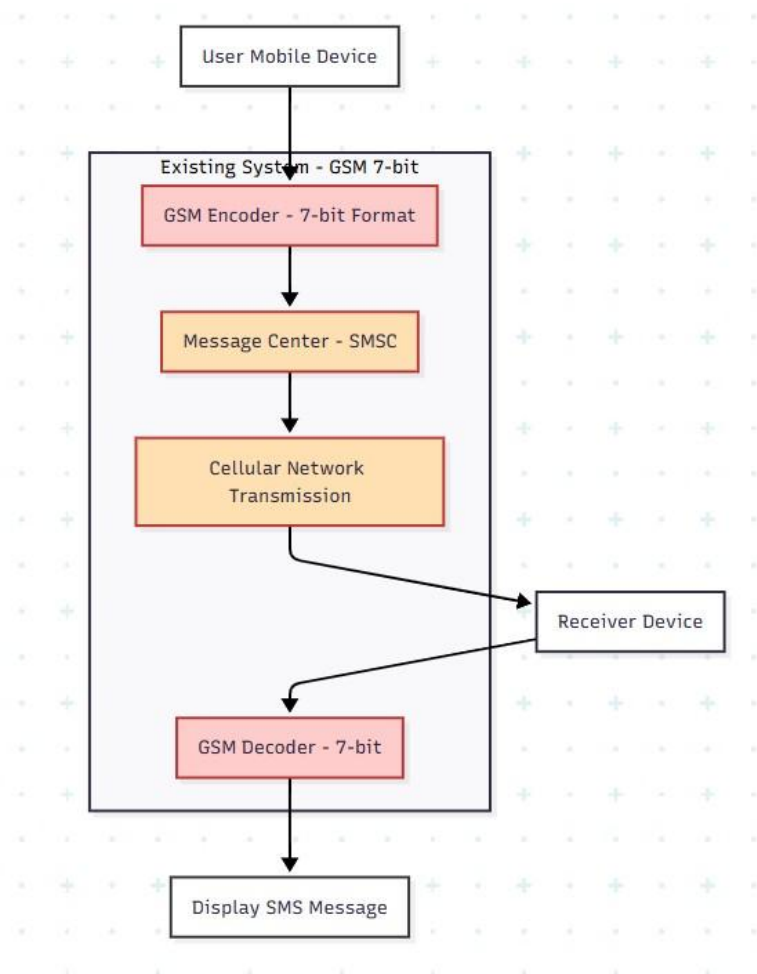 User Mobile Device
Existing System - GSM 7-bit
GSM Encoder - 7-bit Format
Message Center - SMSC
Cellular Network
Transmission
Receiver Device
GSM Decoder - 7-bit
Display SMS Message